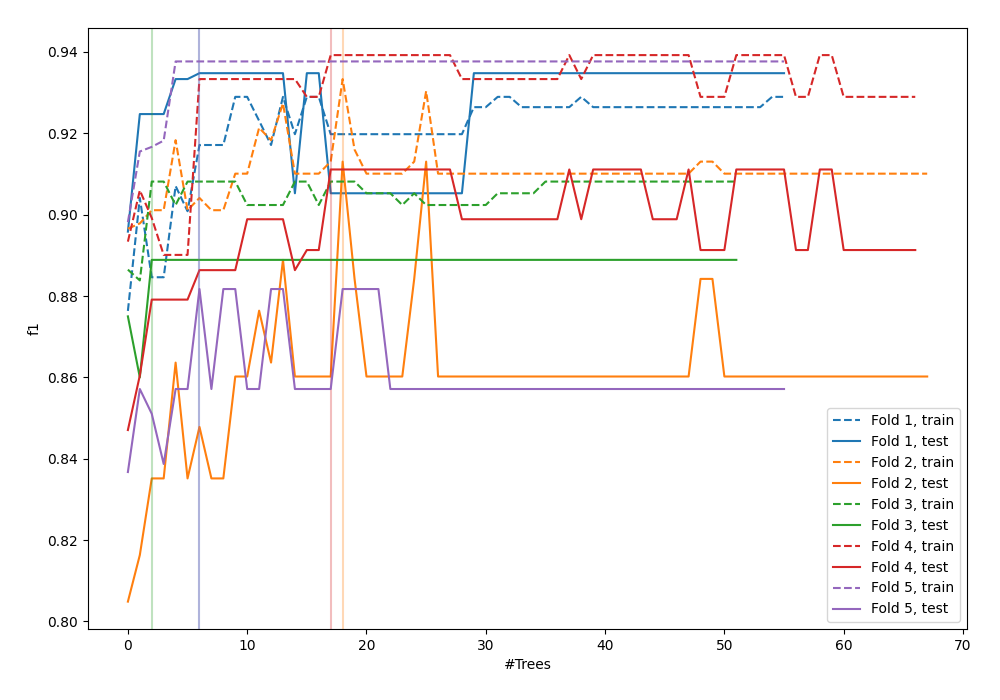 0.94
0.92
0.90
0.88
0.86
0.84
0.82
0.80
f1
0 10 20 30 40 50 60 70
#Trees
Fold 1, train
Fold 1, test
Fold 2, train
Fold 2, test
Fold 3, train
Fold 3, test
Fold 4, train
Fold 4, test
Fold 5, train
Fold 5, test